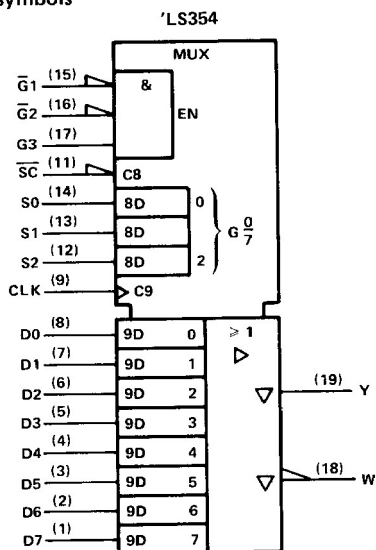 symbols
'LS354
MUX
G̅1 (15) &
G̅2 (16) EN
G3 (17)
S̅C̅ (11) C8
S0 (14) 8D 0
S1 (13) 8D G 0/7
S2 (12) 8D 2
CLK (9) C9
D0 (8) 9D 0 ⩾ 1
D1 (7) 9D 1
D2 (6) 9D 2 (19) Y
D3 (5) 9D 3
D4 (4) 9D 4
D5 (3) 9D 5 (18) W
D6 (2) 9D 6
D7 (1) 9D 7